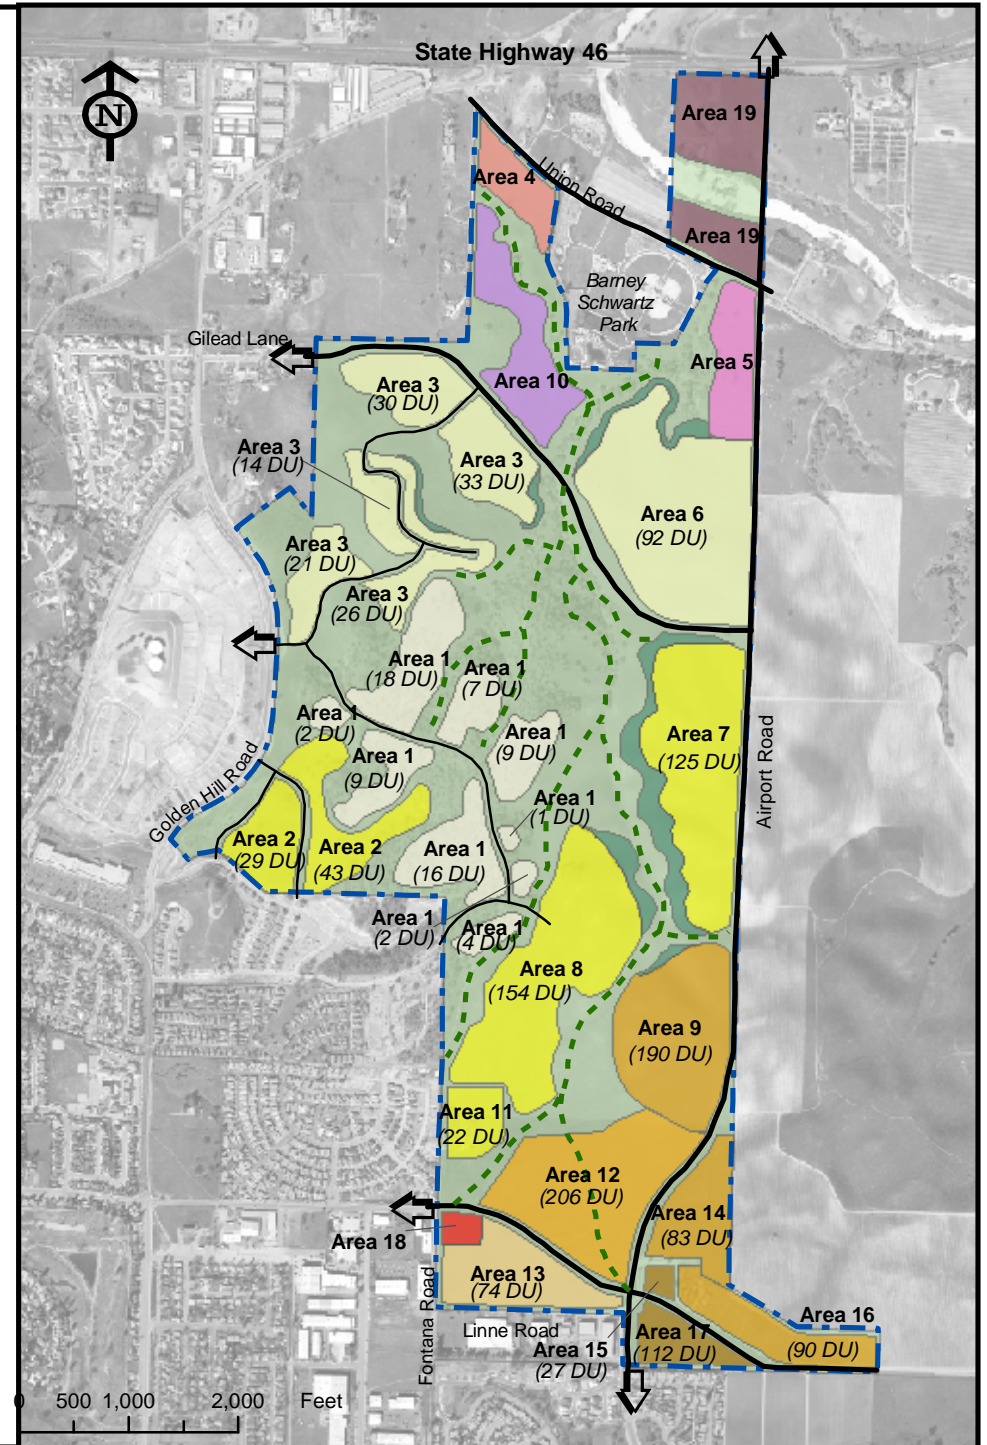 State Highway 46
N
Area 19
Union Road
Area 4
Area 19
Barney
Schwartz
Park
Gilead Lane
Area 5
Area 10
Area 3
(30 DU)
Area 3
(14 DU)
Area 3
(33 DU)
Area 6
(92 DU)
Area 3
(21 DU)
Area 3
(26 DU)
Area 1
(18 DU)
Area 1
(7 DU)
Area 1
(2 DU)
Area 1
(9 DU)
Area 1
(9 DU)
Area 7
(125 DU)
Airport Road
Golden Hill Road
Area 1
(1 DU)
Area 2
(29 DU)
Area 2
(43 DU)
Area 1
(16 DU)
Area 1
(2 DU)
Area 1
(4 DU)
Area 8
(154 DU)
Area 9
(190 DU)
Area 11
(22 DU)
Area 12
(206 DU)
Area 14
(83 DU)
Area 18
Area 13
(74 DU)
Fontana Road
Linne Road
Area 15
(27 DU)
Area 17
(112 DU)
Area 16
(90 DU)
0 500 1,000 2,000 Feet